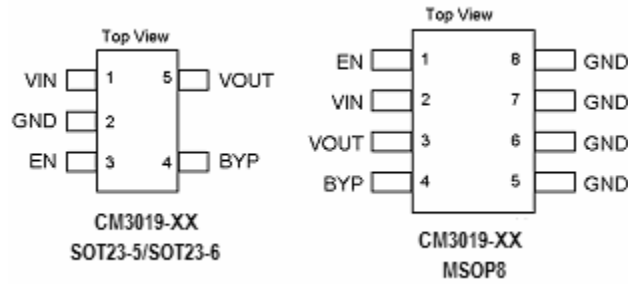 Top View
VIN 1 5 VOUT
GND 2
EN 3 4 BYP
CM3019-XX
SOT23-5/SOT23-6
Top View
EN 1 8 GND
VIN 2 7 GND
VOUT 3 6 GND
BYP 4 5 GND
CM3019-XX
MSOP8